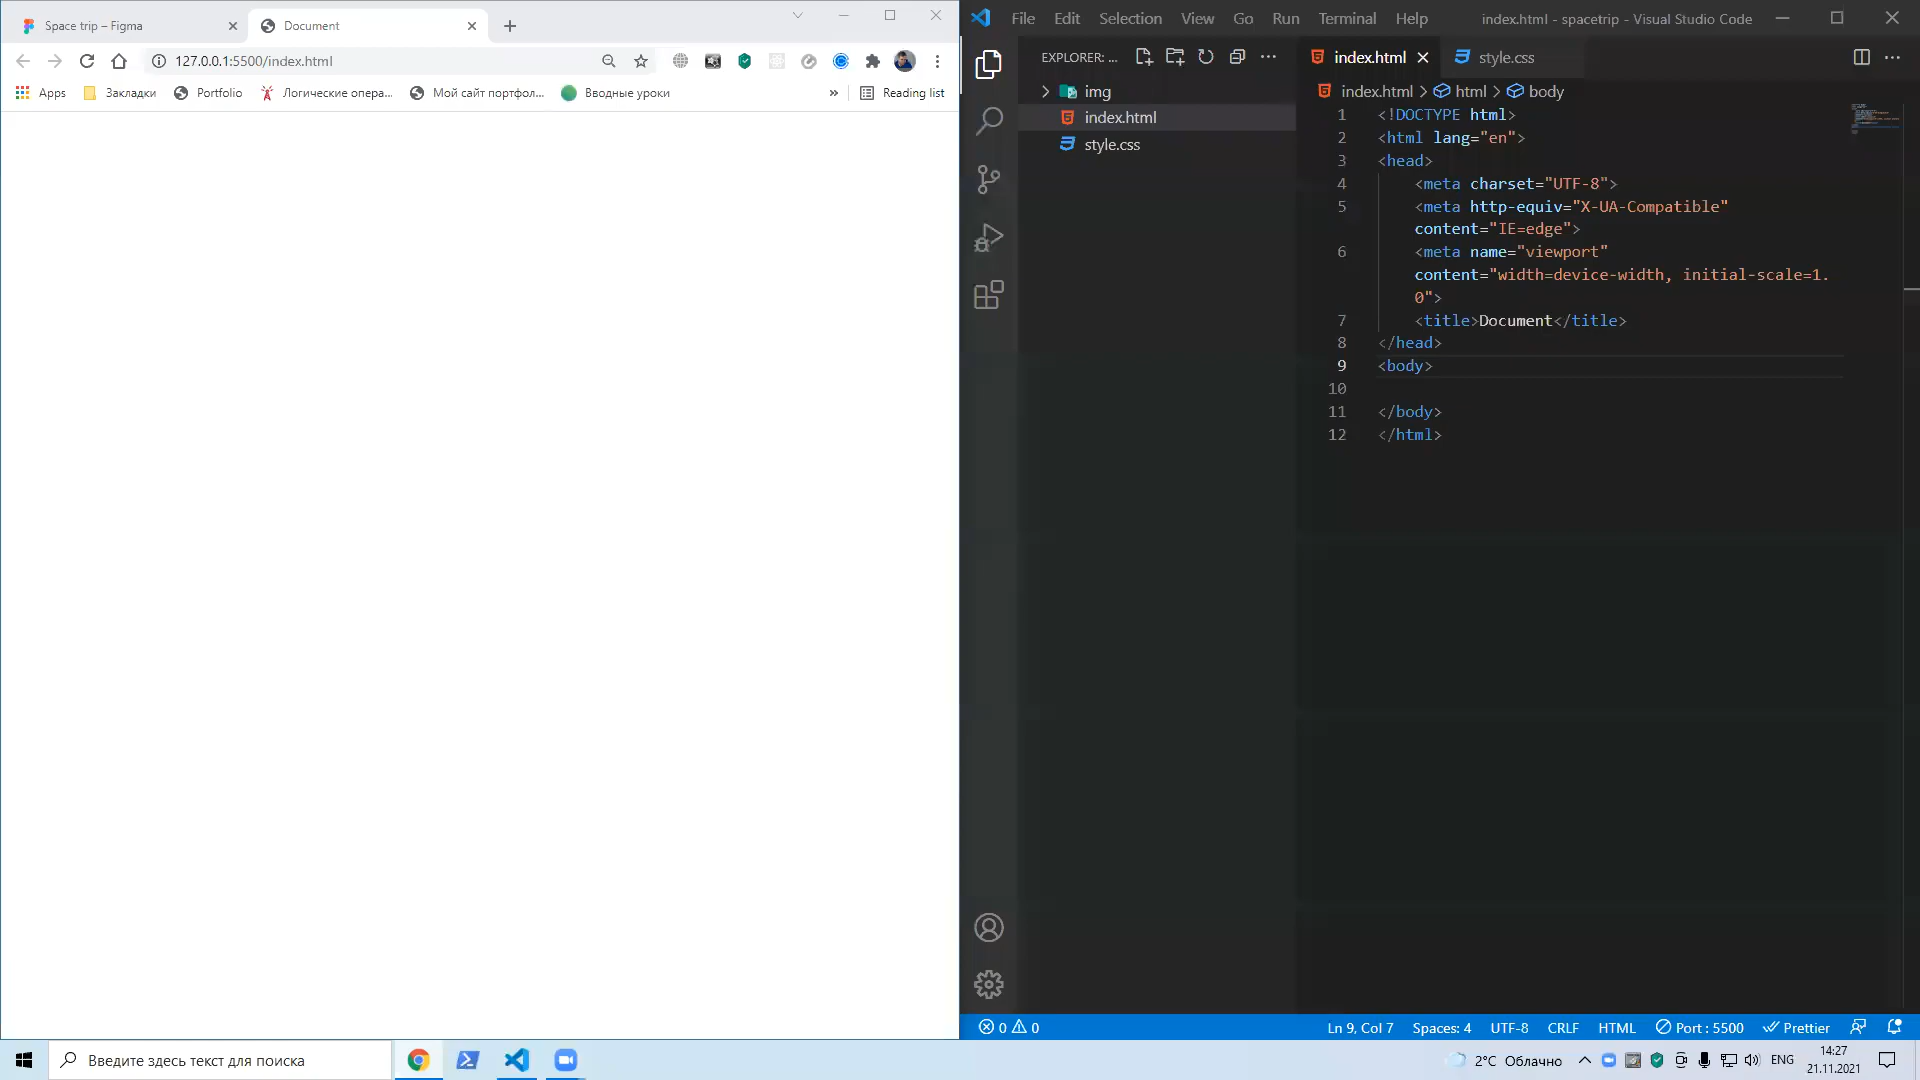 Space trip – Figma
Document
127.0.0.1:5500/index.html
Apps
Закладки
Portfolio
Логические опера...
Мой сайт портфол...
Вводные уроки
»
Reading list
File Edit Selection View Go Run Terminal Help
index.html - spacetrip - Visual Studio Code
EXPLORER: ...
img
index.html
style.css
index.html
style.css
index.html > html > body
1 <!DOCTYPE html>
2 <html lang="en">
3 <head>
4 <meta charset="UTF-8">
5 <meta http-equiv="X-UA-Compatible"
content="IE=edge">
6 <meta name="viewport"
content="width=device-width, initial-scale=1.
0">
7 <title>Document</title>
8 </head>
9 <body>
10
11 </body>
12 </html>
0 0
Ln 9, Col 7
Spaces: 4
UTF-8
CRLF
HTML
Port : 5500
Prettier
Введите здесь текст для поиска
2°C Облачно
ENG
14:27
21.11.2021